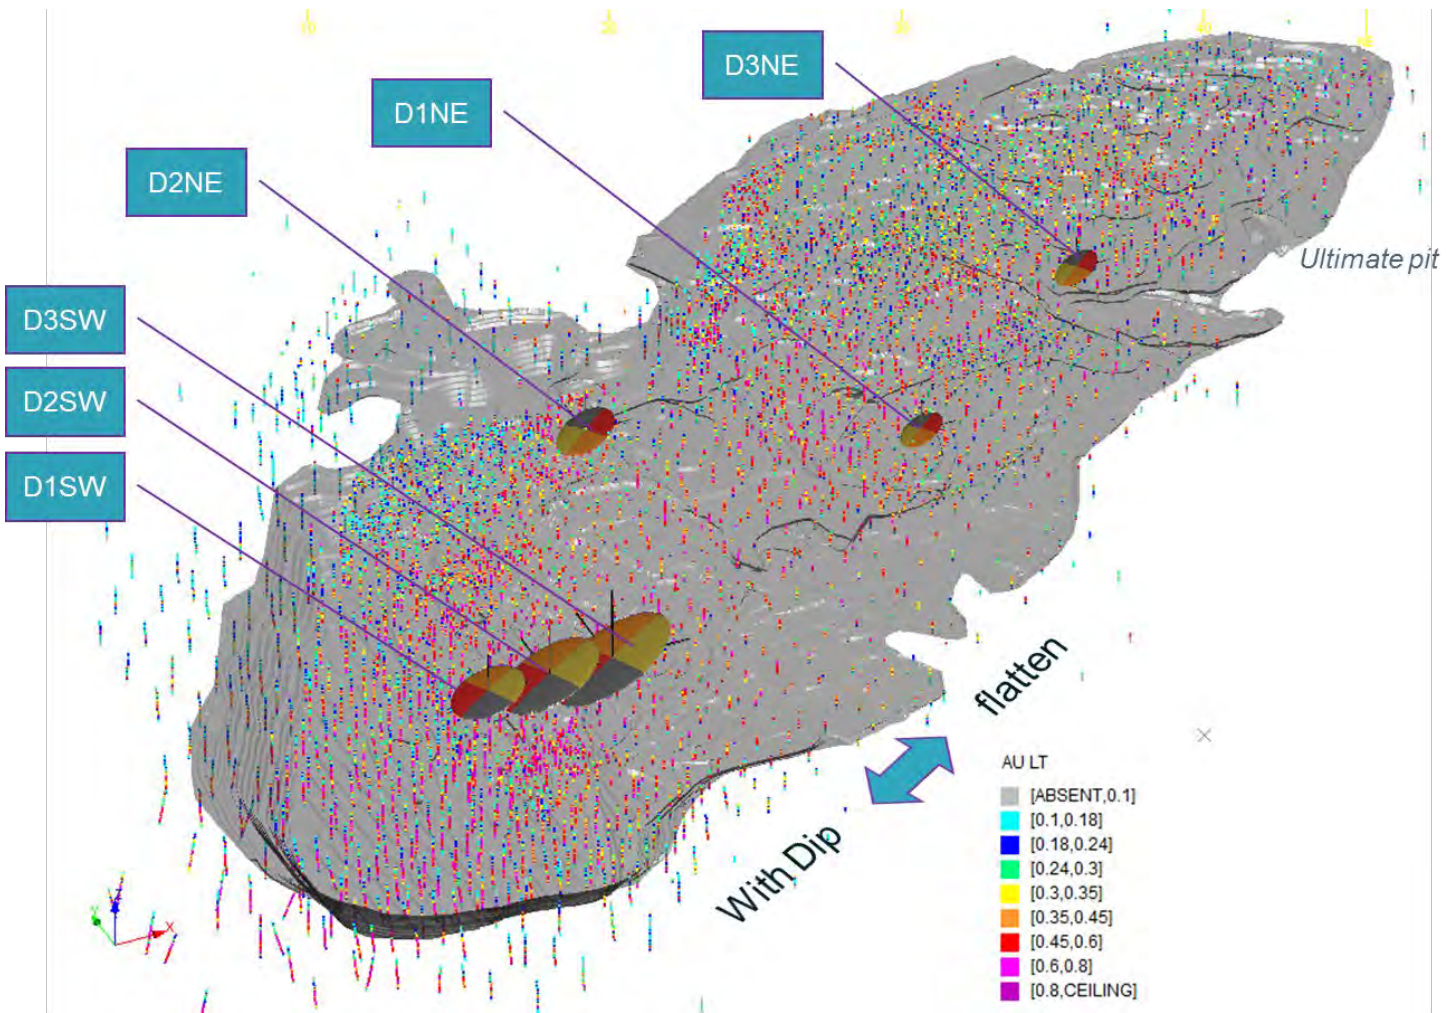 D3NE
D1NE
D2NE
Ultimate pit
D3SW
D2SW
D1SW
flatten
With Dip
AU LT
[ABSENT,0.1]
[0.1,0.18]
[0.18,0.24]
[0.24,0.3]
[0.3,0.35]
[0.35,0.45]
[0.45,0.6]
[0.6,0.8]
[0.8,CEILING]
X